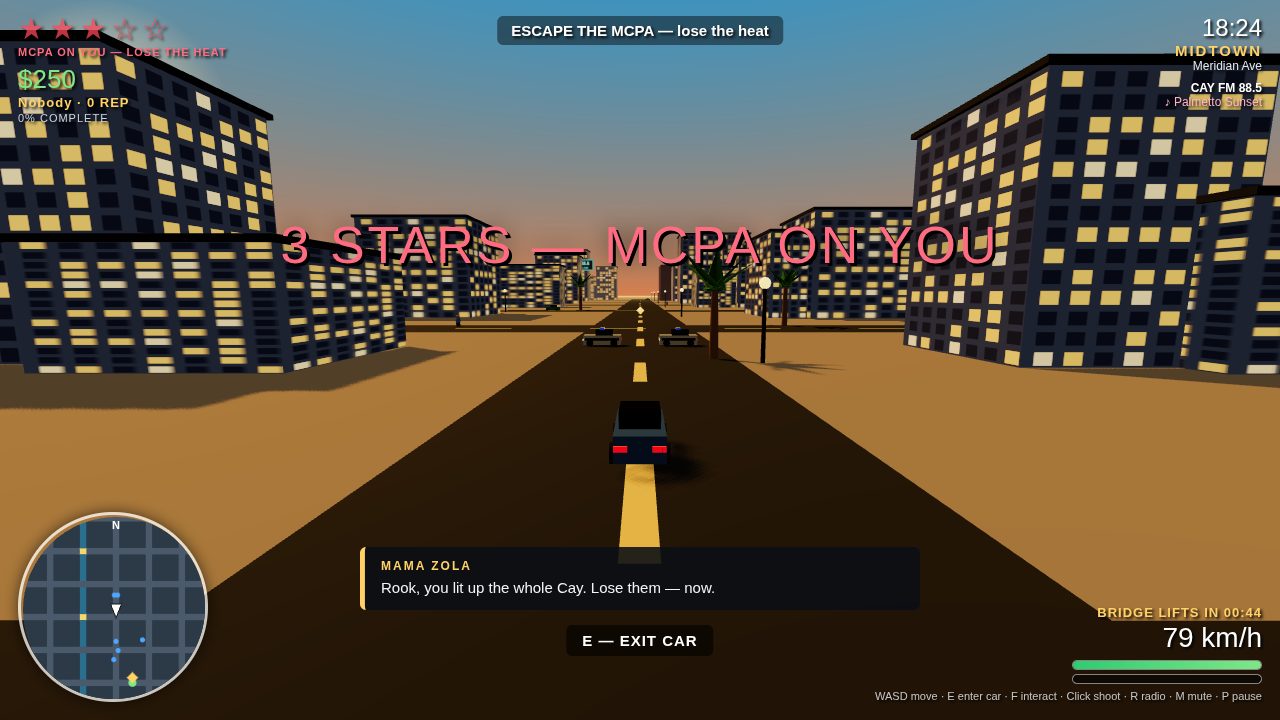 ★ ★ ★ ☆ ☆
MCPA ON YOU — LOSE THE HEAT
$250
Nobody · 0 REP
0% COMPLETE
ESCAPE THE MCPA — lose the heat
18:24
MIDTOWN
Meridian Ave
CAY FM 88.5
♪ Palmetto Sunset
3 STARS — MCPA ON YOU
N
MAMA ZOLA
Rook, you lit up the whole Cay. Lose them — now.
E — EXIT CAR
BRIDGE LIFTS IN 00:44
79 km/h
WASD move · E enter car · F interact · Click shoot · R radio · M mute · P pause